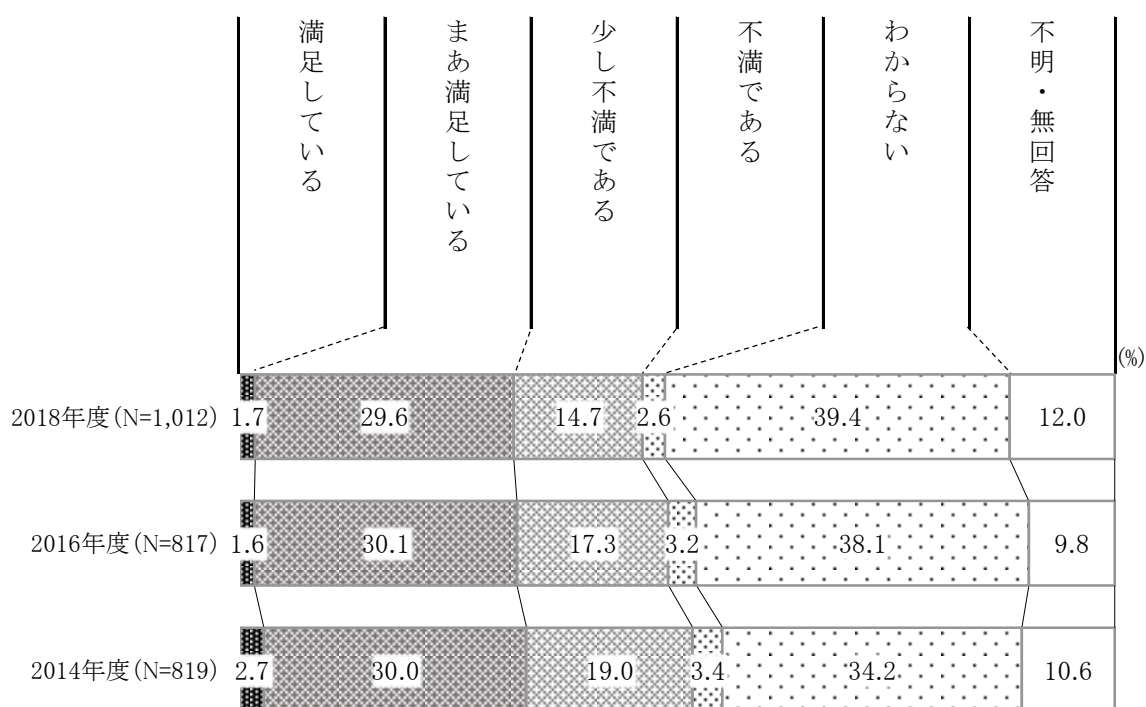 満足している
まあ満足している
少し不満である
不満である
わからない
不明・無回答
(%)
2018年度(N=1,012) 1.7 29.6 14.7 2.6 39.4 12.0
2016年度(N=817) 1.6 30.1 17.3 3.2 38.1 9.8
2014年度(N=819) 2.7 30.0 19.0 3.4 34.2 10.6